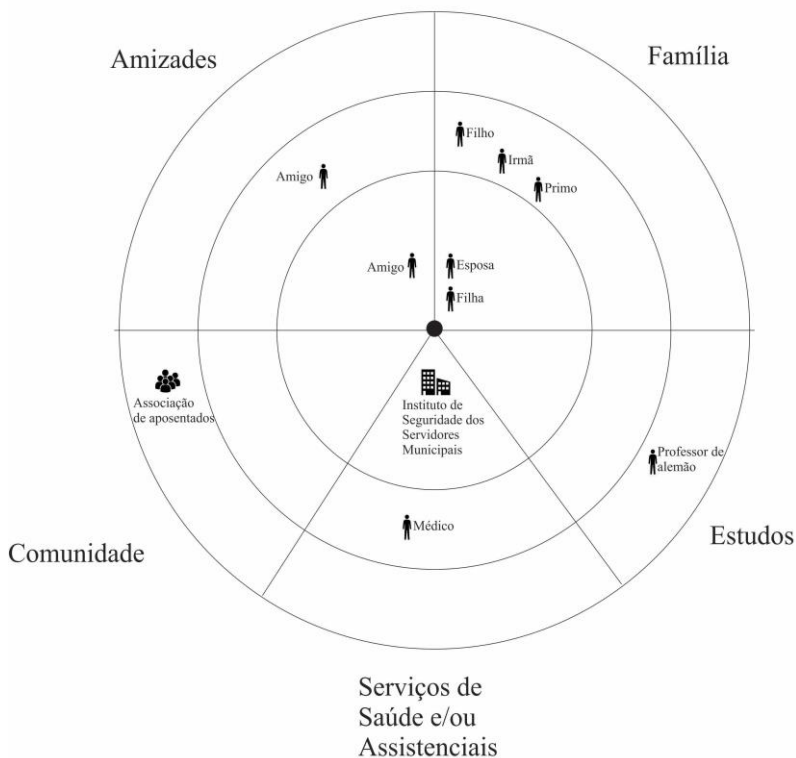 Amizades
Família
Filho
Irmã
Primo
Amigo
Amigo
Esposa
Filha
Associação
de aposentados
Instituto de
Seguridade dos
Servidores
Municipais
Professor de
alemão
Médico
Comunidade
Estudos
Serviços de
Saúde e/ou
Assistenciais